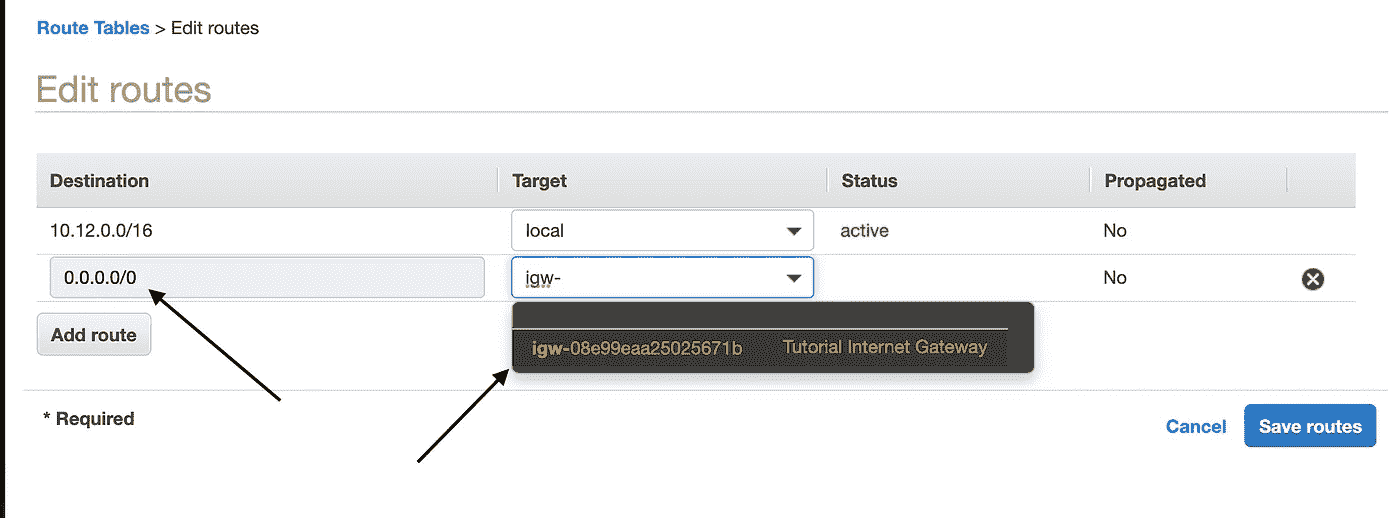 Route Tables > Edit routes
Edit routes
Destination Target Status Propagated
10.12.0.0/16 local active No
0.0.0.0/0 igw- No
Add route
igw-08e99eaa25025671b Tutorial Internet Gateway
* Required
Cancel Save routes